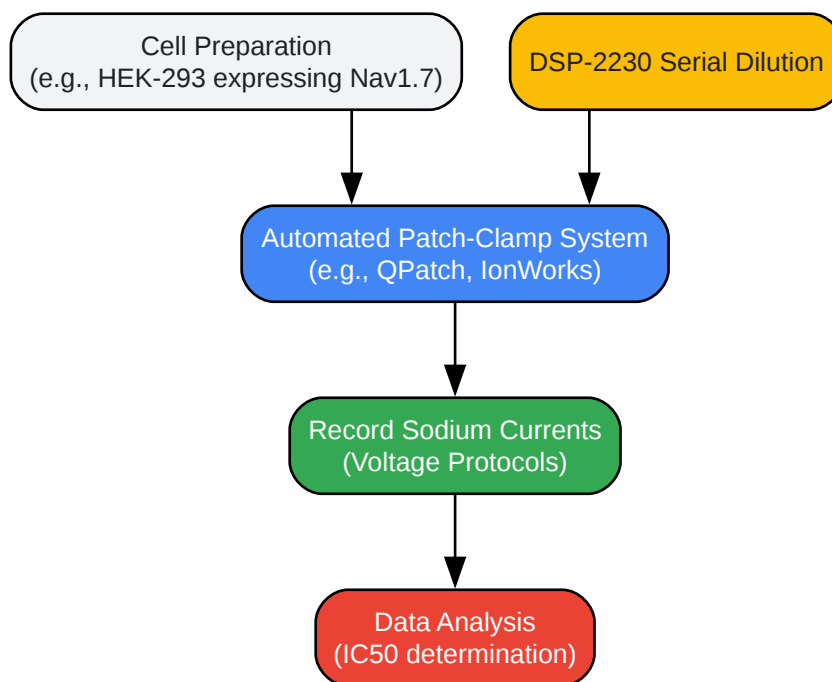 Cell Preparation
(e.g., HEK-293 expressing Nav1.7)
DSP-2230 Serial Dilution
Automated Patch-Clamp System
(e.g., QPatch, IonWorks)
Record Sodium Currents
(Voltage Protocols)
Data Analysis
(IC50 determination)